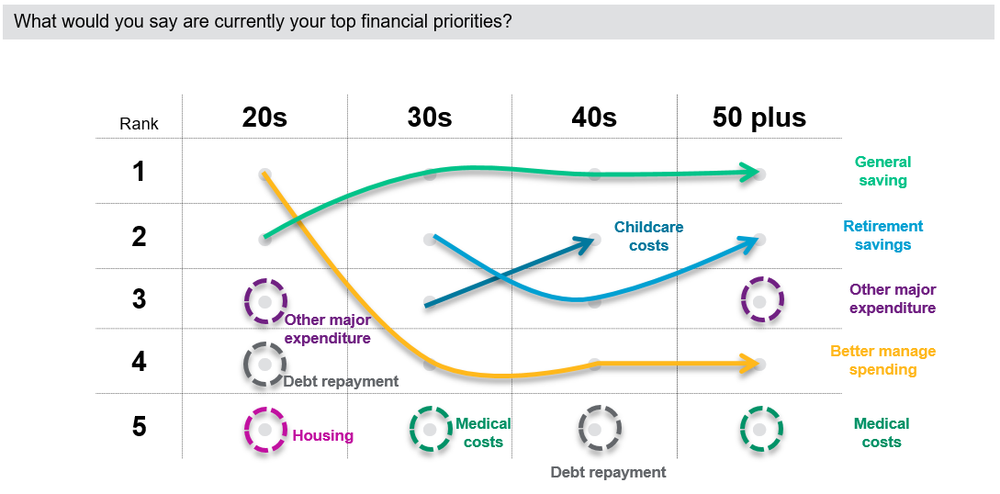 What would you say are currently your top financial priorities?
Rank
20s
30s
40s
50 plus
1
General
saving
2
Childcare
costs
Retirement
savings
3
Other major
expenditure
Other major
expenditure
4
Debt repayment
Better manage
spending
5
Housing
Medical
costs
Debt repayment
Medical
costs